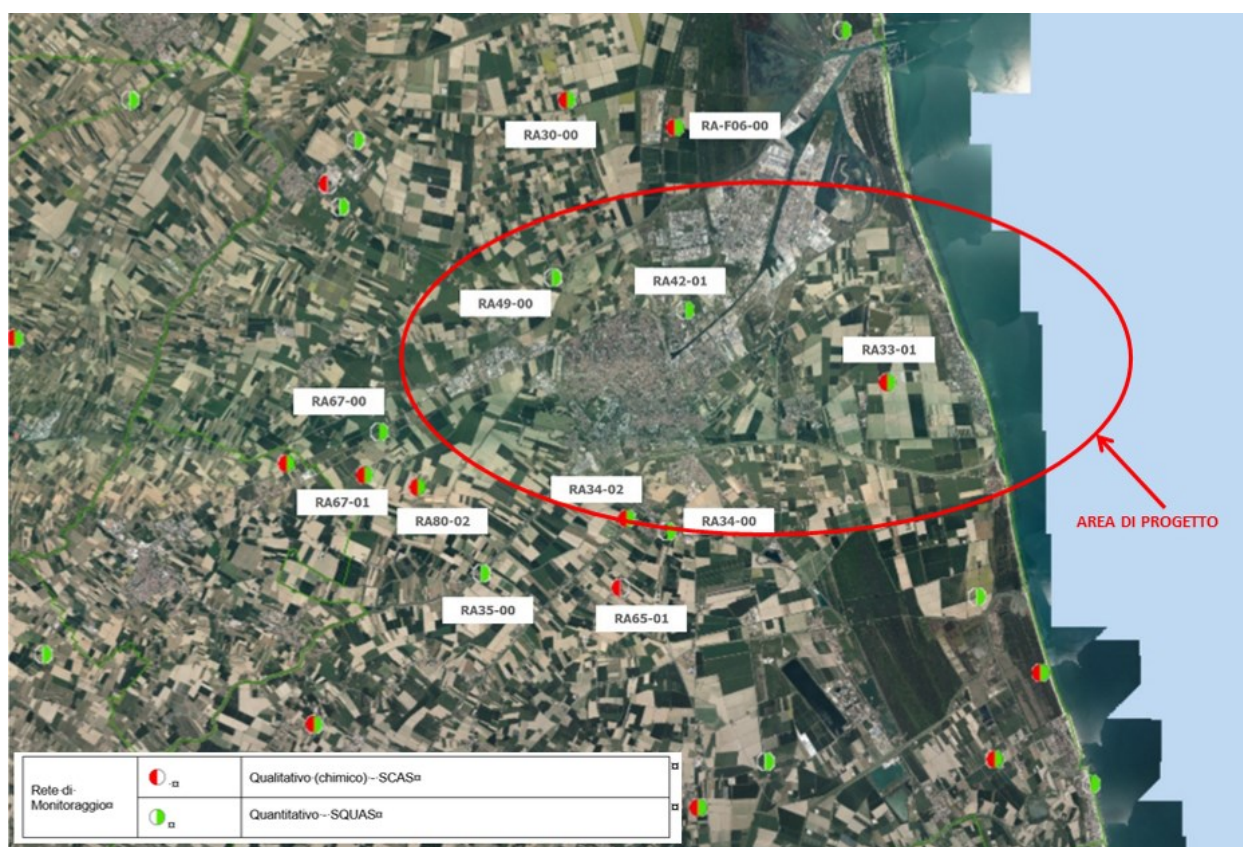 RA30-00
RA-F06-00
RA49-00
RA42-01
RA33-01
RA67-00
RA34-02
RA67-01
RA80-02
RA34-00
AREA DI PROGETTO
RA35-00
RA65-01
Rete·di·
Monitoraggio¤
·¤
Qualitativo·(chimico)·-·SCAS¤
¤
¤
Quantitativo·-·SQUAS¤
¤